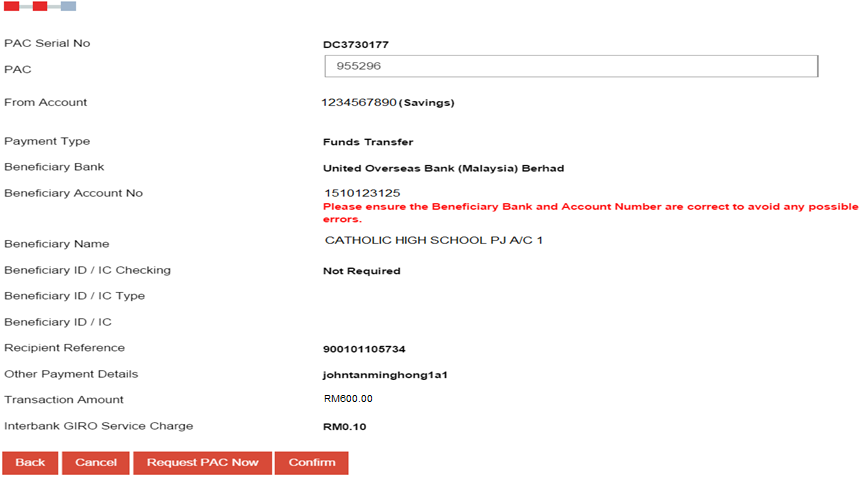 PAC Serial No DC3730177
PAC 955296
From Account 1234567890 (Savings)
Payment Type Funds Transfer
Beneficiary Bank United Overseas Bank (Malaysia) Berhad
Beneficiary Account No 1510123125
Please ensure the Beneficiary Bank and Account Number are correct to avoid any possible
errors.
Beneficiary Name CATHOLIC HIGH SCHOOL PJ A/C 1
Beneficiary ID / IC Checking Not Required
Beneficiary ID / IC Type
Beneficiary ID / IC
Recipient Reference 900101105734
Other Payment Details johntanminghong1a1
Transaction Amount RM600.00
Interbank GIRO Service Charge RM0.10
Back Cancel Request PAC Now Confirm